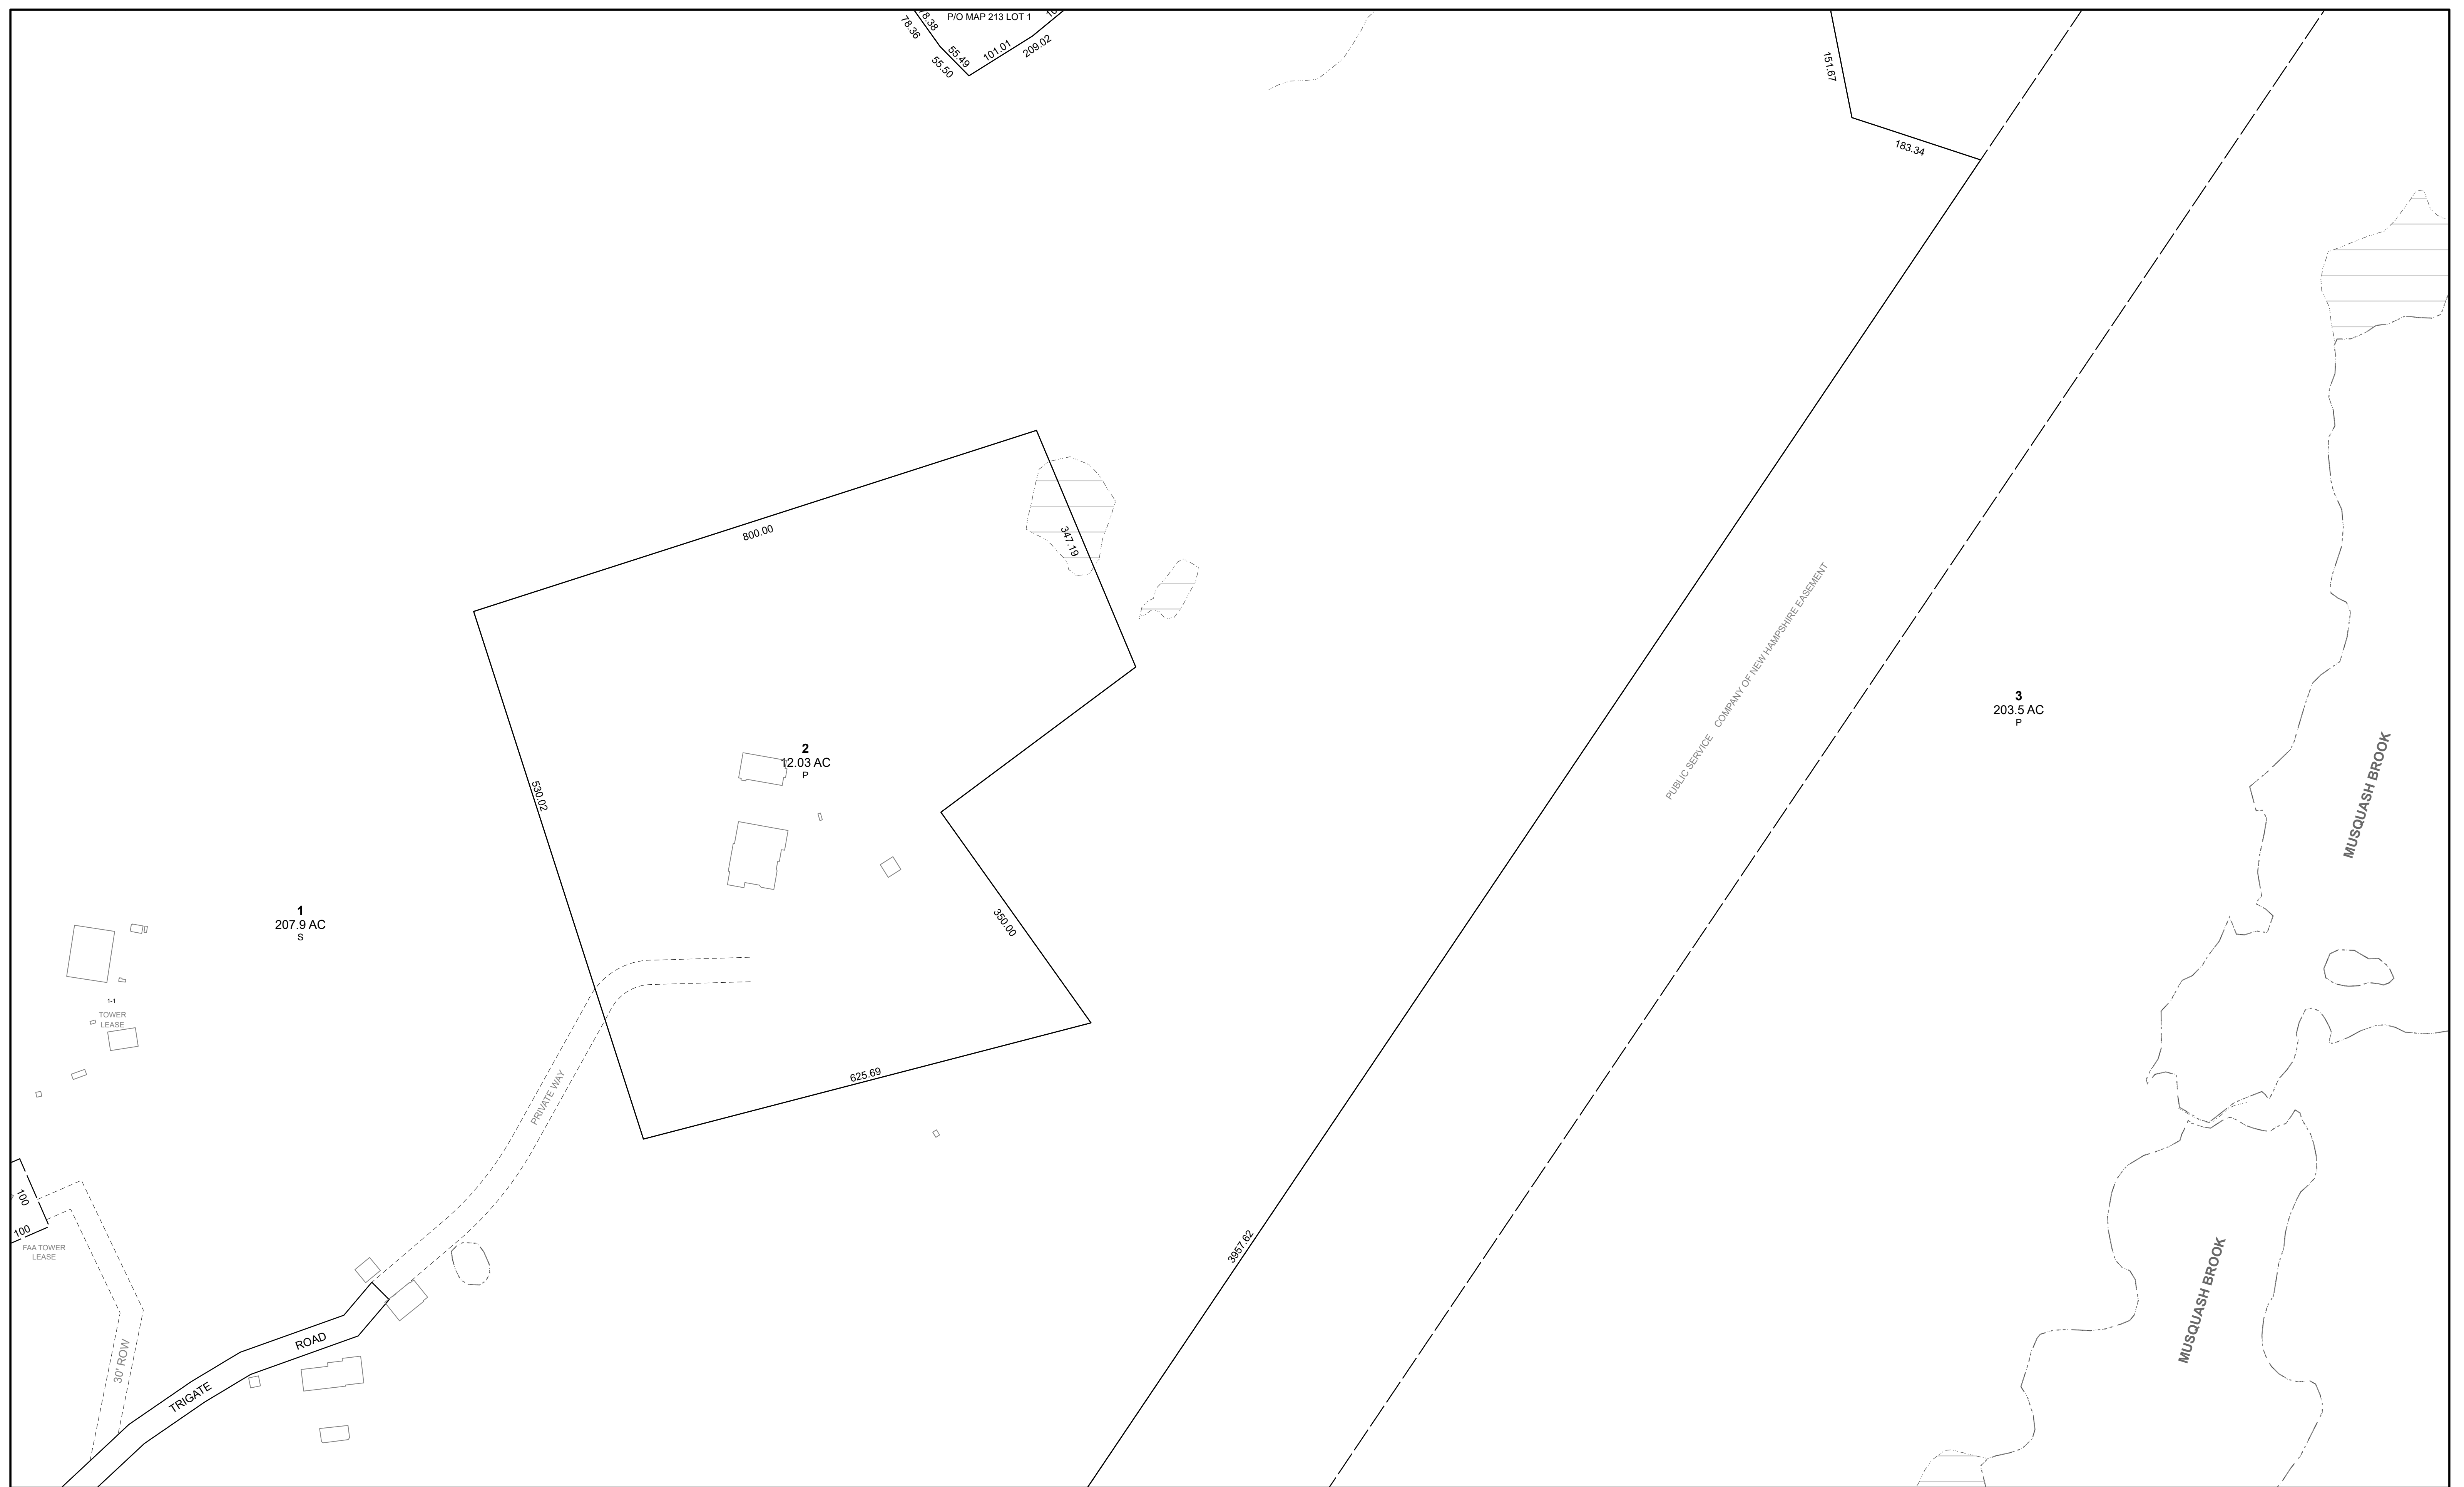 P/O MAP 213 LOT 1
78.38
78.36
55.49
55.50
101.01
209.02
151.67
183.34
800.00
347.19
530.02
2
12.03 AC
P
350.00
625.69
PUBLIC SERVICE COMPANY OF NEW HAMPSHIRE EASEMENT
3
203.5 AC
P
MUSQUASH BROOK
1
207.9 AC
S
1-1
TOWER
LEASE
PRIVATE WAY
100
100
FAA TOWER
LEASE
30' ROW
TRIGATE ROAD
3957.62
MUSQUASH BROOK